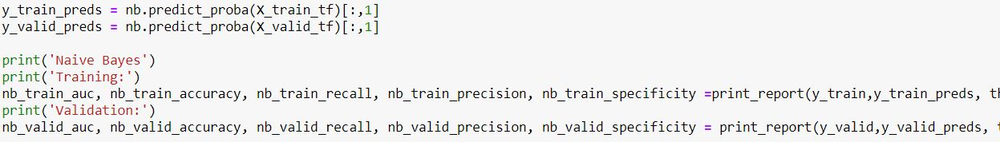 y_train_preds = nb.predict_proba(X_train_tf)[:,1]
y_valid_preds = nb.predict_proba(X_valid_tf)[:,1]
print('Naive Bayes')
print('Training:')
nb_train_auc, nb_train_accuracy, nb_train_recall, nb_train_precision, nb_train_specificity =print_report(y_train,y_train_preds,
print('Validation:')
nb_valid_auc, nb_valid_accuracy, nb_valid_recall, nb_valid_precision, nb_valid_specificity = print_report(y_valid,y_valid_preds,